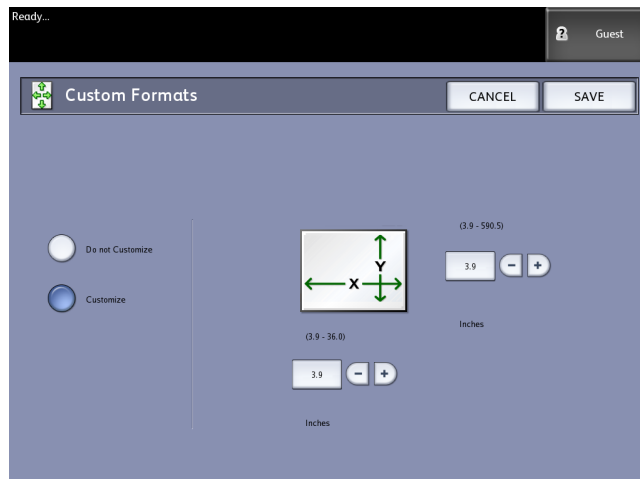 Ready...
Guest
Custom Formats
CANCEL
SAVE
Do not Customize
Customize
Y
X
(3.9 - 590.5)
3.9
Inches
(3.9 - 36.0)
3.9
Inches